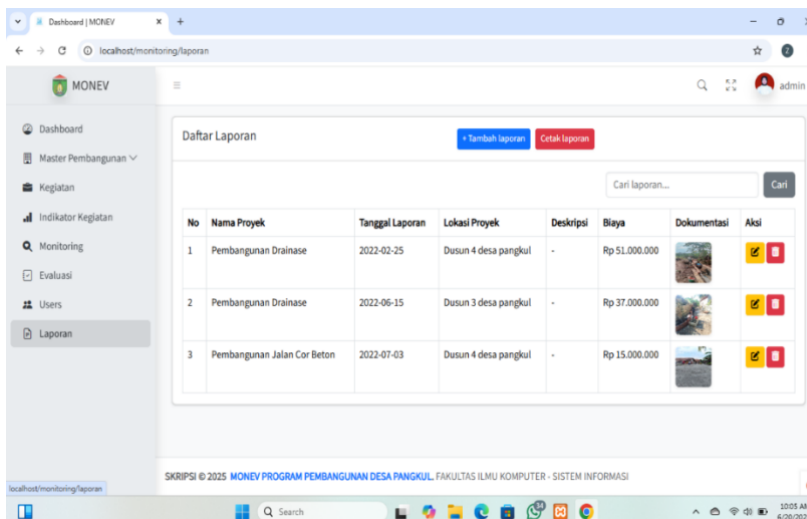 Dashboard | MONEV
localhost/monitoring/laporan
MONEV
admin
Dashboard
Master Pembangunan
Kegiatan
Indikator Kegiatan
Monitoring
Evaluasi
Users
Laporan
Daftar Laporan
+ Tambah laporan
Cetak laporan
Cari laporan...
Cari
No Nama Proyek Tanggal Laporan Lokasi Proyek Deskripsi Biaya Dokumentasi Aksi
1 Pembangunan Drainase 2022-02-25 Dusun 4 desa pangkul - Rp 51.000.000
2 Pembangunan Drainase 2022-06-15 Dusun 3 desa pangkul - Rp 37.000.000
3 Pembangunan Jalan Cor Beton 2022-07-03 Dusun 4 desa pangkul - Rp 15.000.000
SKRIPSI © 2025 MONEV PROGRAM PEMBANGUNAN DESA PANGKUL. FAKULTAS ILMU KOMPUTER - SISTEM INFORMASI
localhost/monitoring/laporan
Search
10:05 AM